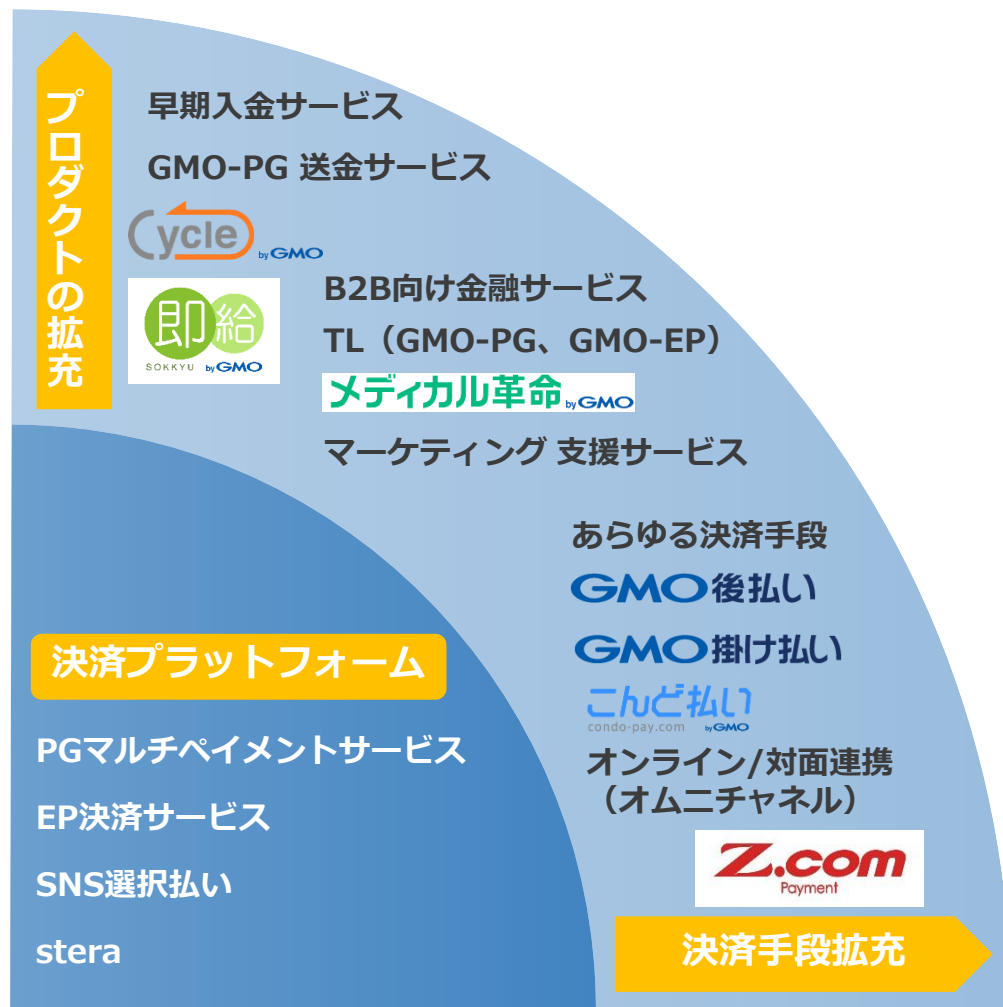 プロダクトの拡充
早期入金サービス
GMO-PG 送金サービス
Cycle byGMO
即給
SOKKYU byGMO
B2B向け金融サービス
TL（GMO-PG、GMO-EP）
メディカル革命 byGMO
マーケティング 支援サービス
あらゆる決済手段
GMO後払い
GMO掛け払い
こんど払い
condo-pay.com byGMO
オンライン/対面連携
（オムニチャネル）
Z.com
Payment
決済手段拡充
決済プラットフォーム
PGマルチペイメントサービス
EP決済サービス
SNS選択払い
stera